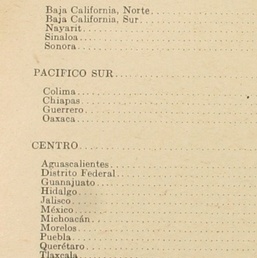 Baja California, Norte
Baja California, Sur
Nayarit
Sinaloa
Sonora
PACIFICO SUR
Colima
Chiapas
Guerrero
Oaxaca
CENTRO
Aguascalientes
Distrito Federal
Guanajuato
Hidalgo
Jalisco
México
Michoacán
Morelos
Puebla
Querétaro
Tlaxcala